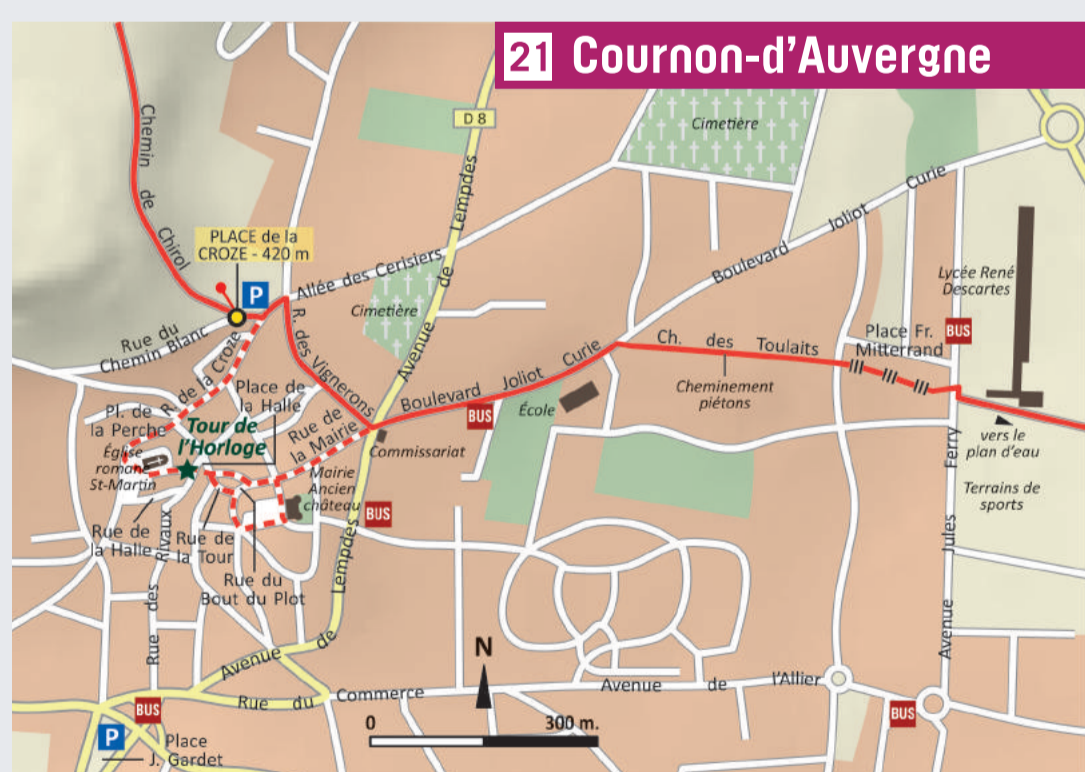 21 Cournon-d'Auvergne
D 8
Cimetière
Chemin de Chirol
Avenue de Lempdes
Boulevard Joliot Curie
PLACE de la
CROZE - 420 m
P
Allée des Cerisiers
Lycée René
Descartes
Cimetière
Rue du
Chemin Blanc
R. de la Croze
R. des Vignerons
BUS
Place Fr.
Mitterrand
Ch. des Toulaits
Boulevard Joliot Curie
Cheminement
piétons
Place de
la Halle
Pl. de
la Perche
Tour de
l'Horloge
Rue de
la Mairie
BUS
École
Église
romane
St-Martin
Commissariat
vers le
plan d'eau
Mairie
Ancien
château
BUS
Terrains de
sports
Rue de
la Halle
Rue de
la Tour
Rue du
Bout du Plot
Rue des Rivaux
Avenue de Lempdes
Avenue Jules Ferry
N
Rue du Commerce
Avenue de l'Allier
BUS
BUS
0 300 m.
P
Place
J. Gardet